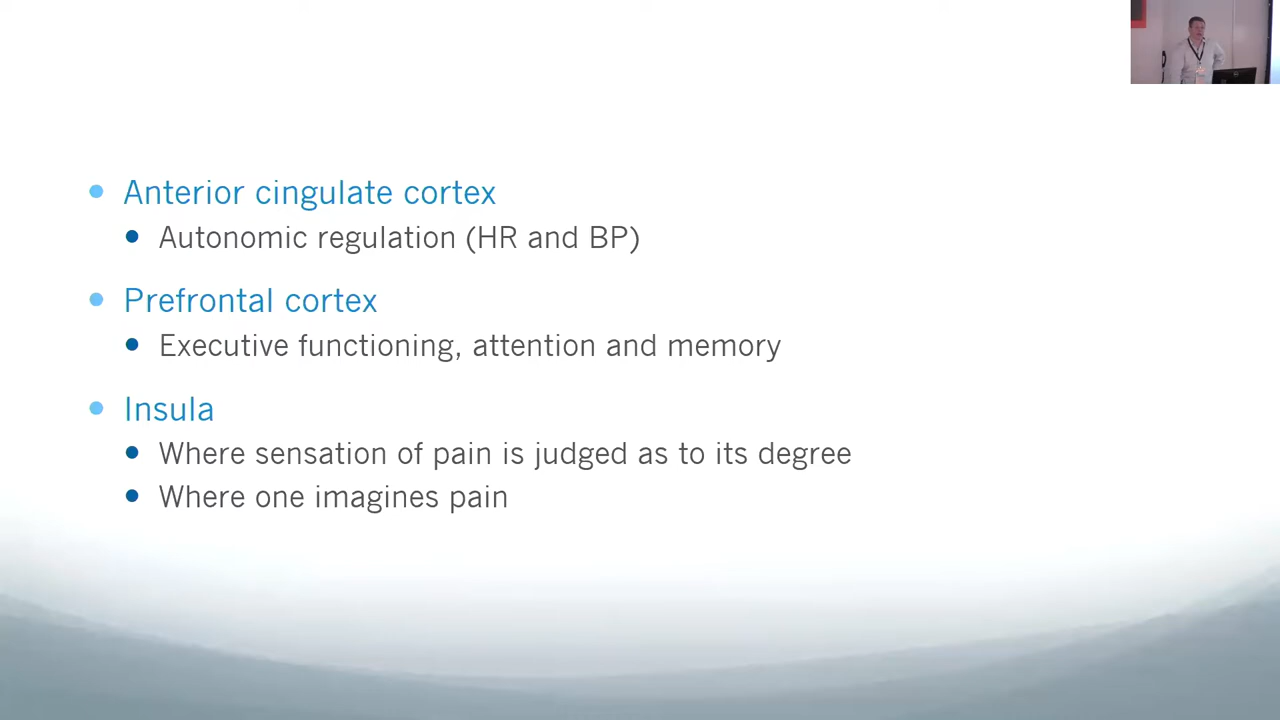 Anterior cingulate cortex
Autonomic regulation (HR and BP)
Prefrontal cortex
Executive functioning, attention and memory
Insula
Where sensation of pain is judged as to its degree
Where one imagines pain